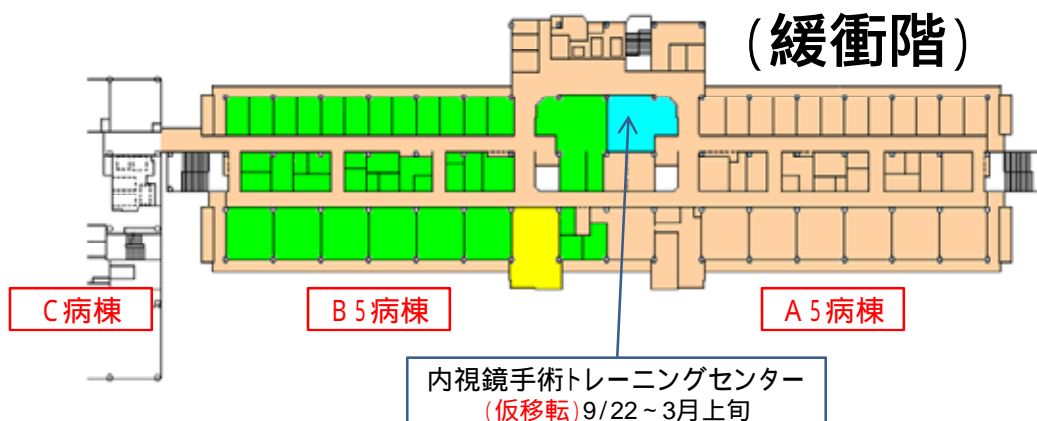 (緩衝階)
C病棟
B5病棟
A5病棟
内視鏡手術トレーニングセンター
(仮移転)9/22~3月上旬